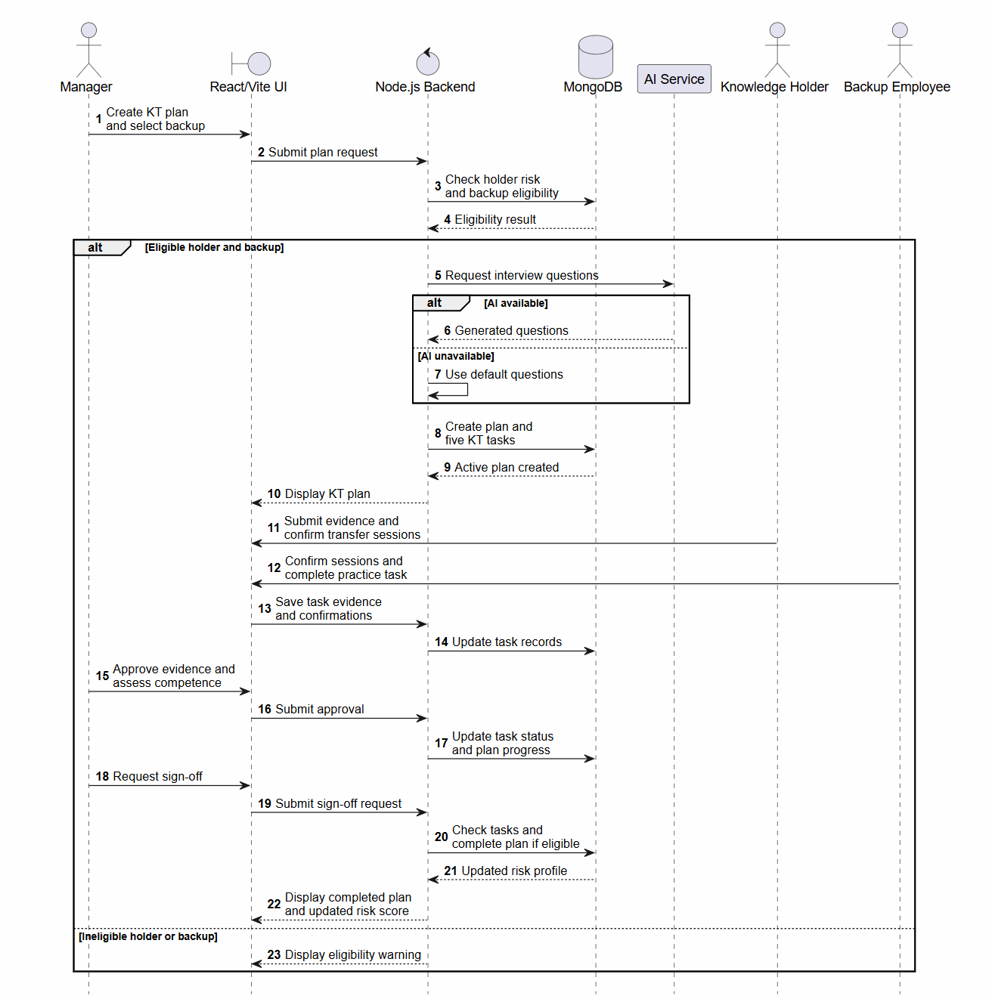 Manager
React/Vite UI
Node.js Backend
MongoDB
AI Service
Knowledge Holder
Backup Employee
1 Create KT plan
and select backup
2 Submit plan request
3 Check holder risk
and backup eligibility
4 Eligibility result
alt [Eligible holder and backup]
5 Request interview questions
alt [AI available]
6 Generated questions
[AI unavailable]
7 Use default questions
8 Create plan and
five KT tasks
9 Active plan created
10 Display KT plan
11 Submit evidence and
confirm transfer sessions
12 Confirm sessions and
complete practice task
13 Save task evidence
and confirmations
14 Update task records
15 Approve evidence and
assess competence
16 Submit approval
17 Update task status
and plan progress
18 Request sign-off
19 Submit sign-off request
20 Check tasks and
complete plan if eligible
21 Updated risk profile
22 Display completed plan
and updated risk score
[Ineligible holder or backup]
23 Display eligibility warning